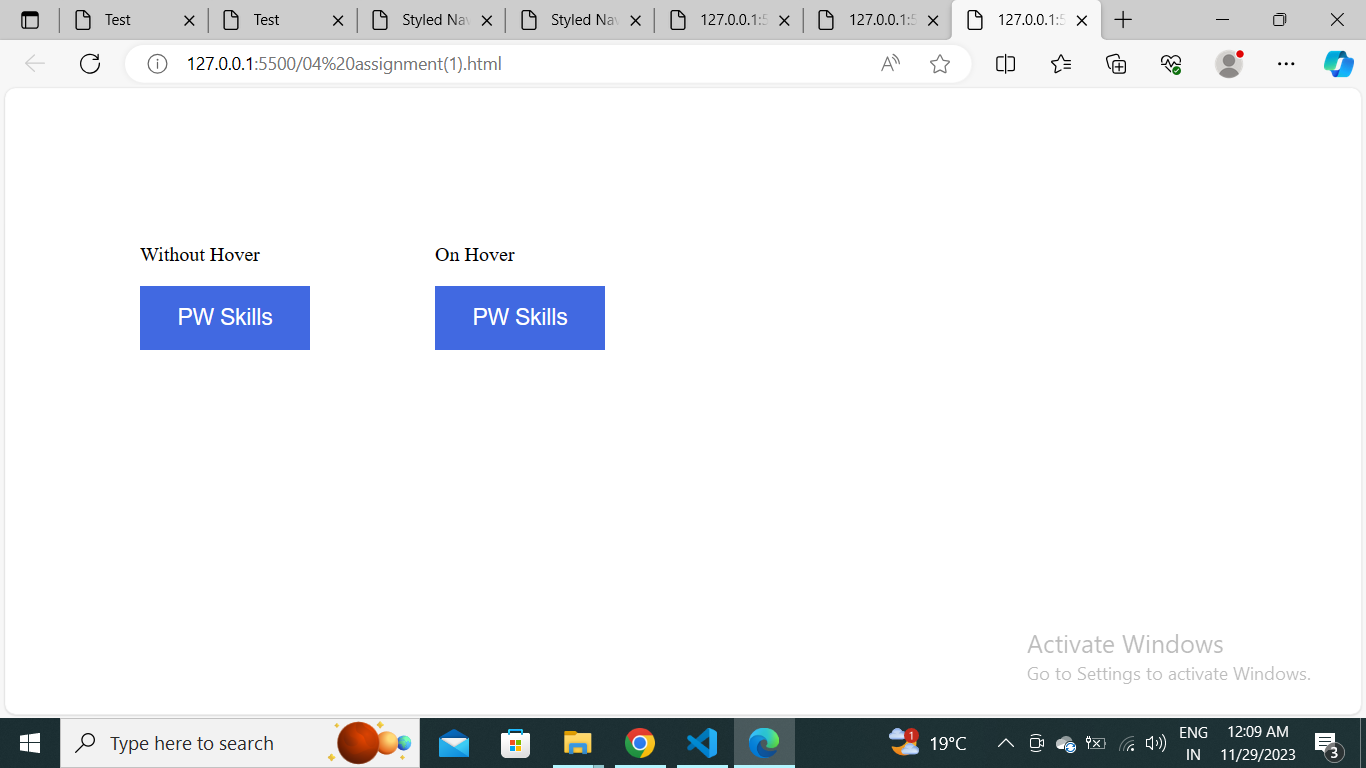 Test
Test
Styled Nav
Styled Nav
127.0.0.1:5
127.0.0.1:5
127.0.0.1:5
127.0.0.1:5500/04%20assignment(1).html
Without Hover
On Hover
PW Skills
PW Skills
Activate Windows
Go to Settings to activate Windows.
Type here to search
1
19°C
ENG
IN
12:09 AM
11/29/2023
3